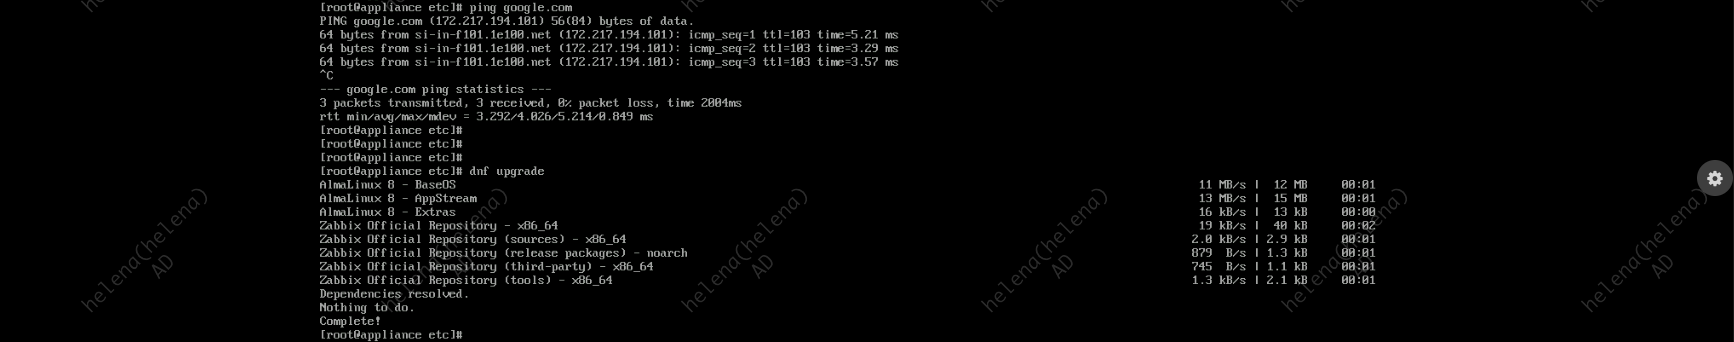 [root@appliance etc]# ping google.com
PING google.com (172.217.194.101) 56(84) bytes of data.
64 bytes from si-in-f101.1e100.net (172.217.194.101): icmp_seq=1 ttl=103 time=5.21 ms
64 bytes from si-in-f101.1e100.net (172.217.194.101): icmp_seq=2 ttl=103 time=3.29 ms
64 bytes from si-in-f101.1e100.net (172.217.194.101): icmp_seq=3 ttl=103 time=3.57 ms
^C
--- google.com ping statistics ---
3 packets transmitted, 3 received, 0% packet loss, time 2004ms
rtt min/avg/max/mdev = 3.292/4.026/5.214/0.849 ms
[root@appliance etc]#
[root@appliance etc]#
[root@appliance etc]#
[root@appliance etc]# dnf upgrade
AlmaLinux 8 - BaseOS 11 MB/s | 12 MB 00:01
AlmaLinux 8 - AppStream 13 MB/s | 15 MB 00:01
AlmaLinux 8 - Extras 16 kB/s | 13 kB 00:00
Zabbix Official Repository - x86_64 19 kB/s | 40 kB 00:02
Zabbix Official Repository (sources) - x86_64 2.0 kB/s | 2.9 kB 00:01
Zabbix Official Repository (release packages) - noarch 879 B/s | 1.3 kB 00:01
Zabbix Official Repository (third-party) - x86_64 745 B/s | 1.1 kB 00:01
Zabbix Official Repository (tools) - x86_64 1.3 kB/s | 2.1 kB 00:01
Dependencies resolved.
Nothing to do.
Complete!
[root@appliance etc]#
helena(helena)
AD
helena(helena)
AD
helena(helena)
AD
helena(helena)
AD
helena(helena)
AD
helena(helena)
AD